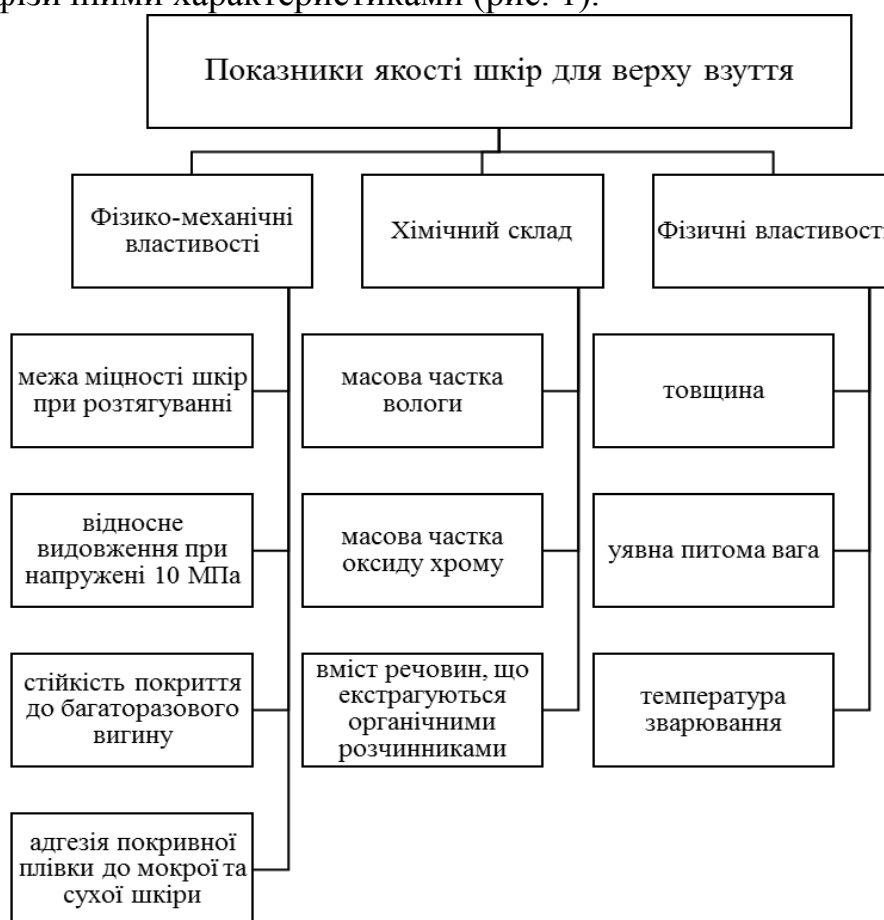 фізичними характеристиками (рис. 1).
Показники якості шкір для верху взуття
Фізико-механічні
властивості
Хімічний склад
Фізичні властивості
межа міцності шкір
при розтягуванні
відносне
видовження при
напружені 10 МПа
стійкість покриття
до багаторазового
вигину
адгезія покривної
плівки до мокрої та
сухої шкіри
масова частка
вологи
масова частка
оксиду хрому
вміст речовин, що
екстрагуються
органічними
розчинниками
товщина
уявна питома вага
температура
зварювання